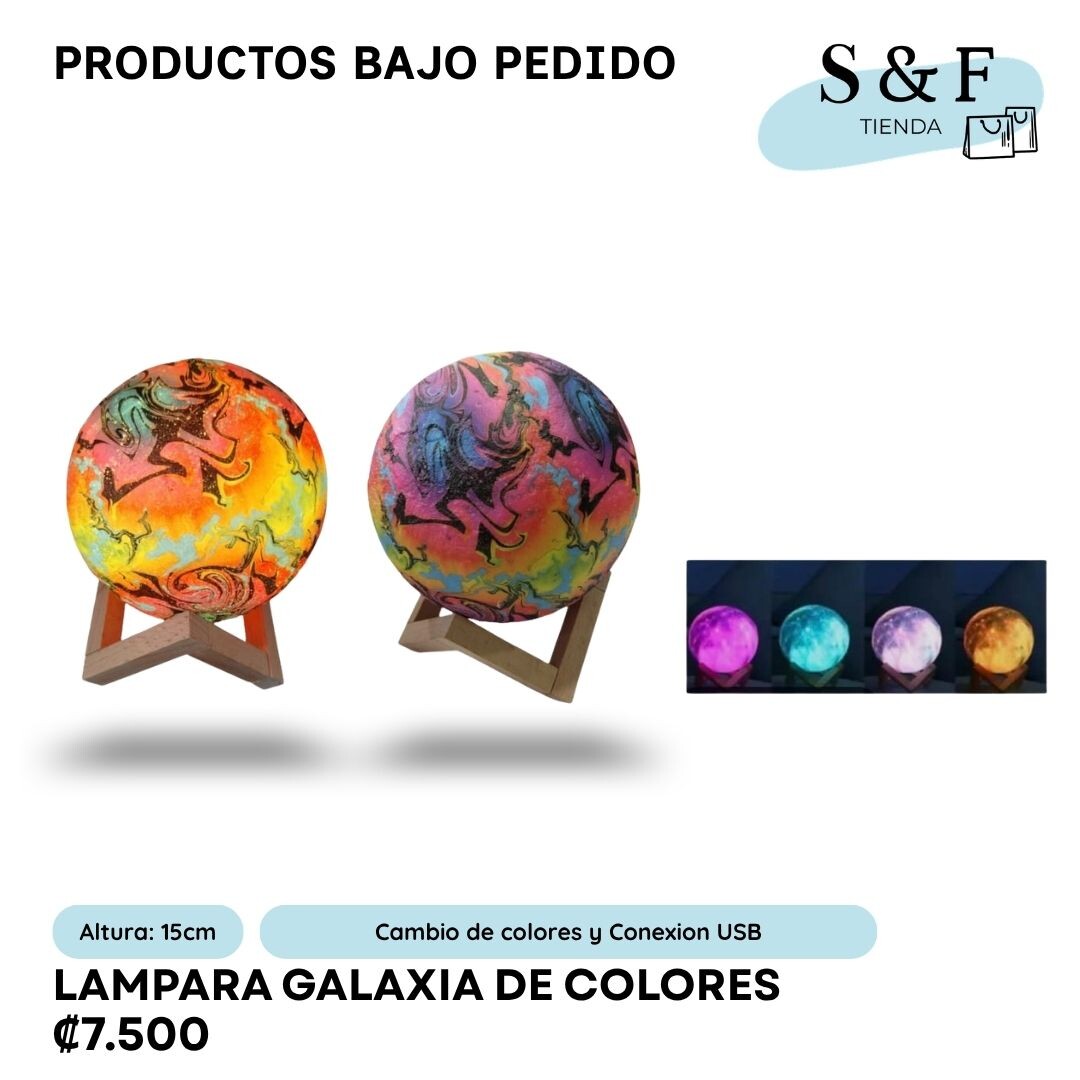 PRODUCTOS BAJO PEDIDO
S & F
TIENDA
Altura: 15cm
Cambio de colores y Conexion USB
LAMPARA GALAXIA DE COLORES
₡7.500